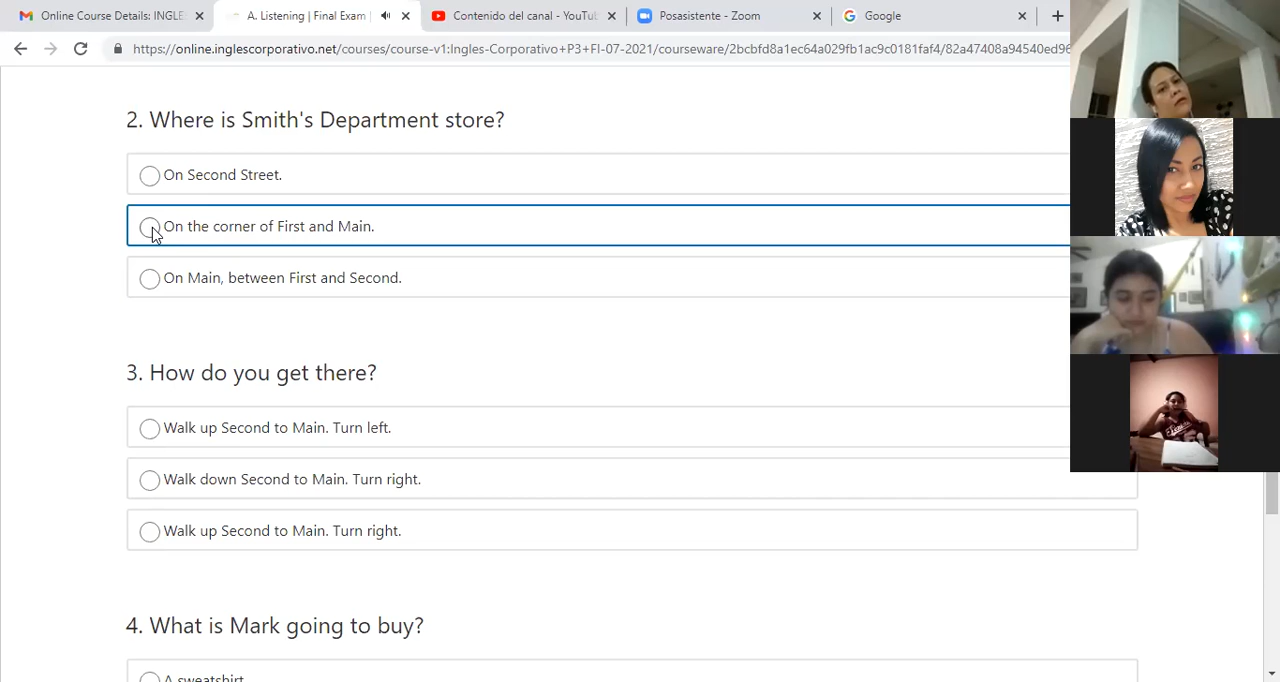 Online Course Details: INGLE
A. Listening | Final Exam
Contenido del canal - YouTu
Posasistente - Zoom
Google
https://online.inglescorporativo.net/courses/course-v1:Ingles-Corporativo+P3+FI-07-2021/courseware/2bcbfd8a1ec64a029fb1ac9c0181faf4/82a47408a94540ed96
2. Where is Smith's Department store?
On Second Street.
On the corner of First and Main.
On Main, between First and Second.
3. How do you get there?
Walk up Second to Main. Turn left.
Walk down Second to Main. Turn right.
Walk up Second to Main. Turn right.
4. What is Mark going to buy?
A sweatshirt